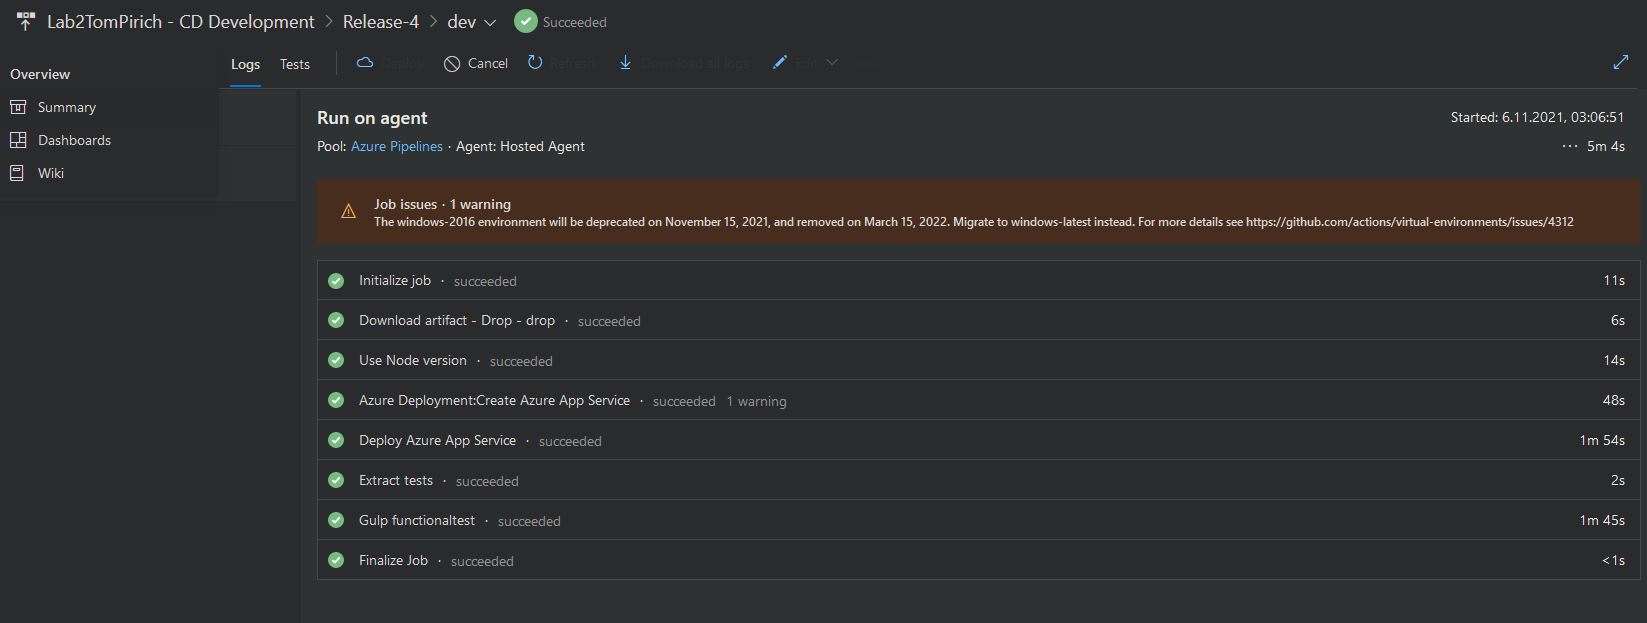 Lab2TomPirich - CD Development > Release-4 > dev Succeeded
Overview
Summary
Dashboards
Wiki
Logs Tests Deploy Cancel Refresh Download all logs Edit
Run on agent
Started: 6.11.2021, 03:06:51
Pool: Azure Pipelines · Agent: Hosted Agent
··· 5m 4s
Job issues · 1 warning
The windows-2016 environment will be deprecated on November 15, 2021, and removed on March 15, 2022. Migrate to windows-latest instead. For more details see https://github.com/actions/virtual-environments/issues/4312
Initialize job · succeeded 11s
Download artifact - Drop - drop · succeeded 6s
Use Node version · succeeded 14s
Azure Deployment:Create Azure App Service · succeeded 1 warning 48s
Deploy Azure App Service · succeeded 1m 54s
Extract tests · succeeded 2s
Gulp functionaltest · succeeded 1m 45s
Finalize Job · succeeded <1s